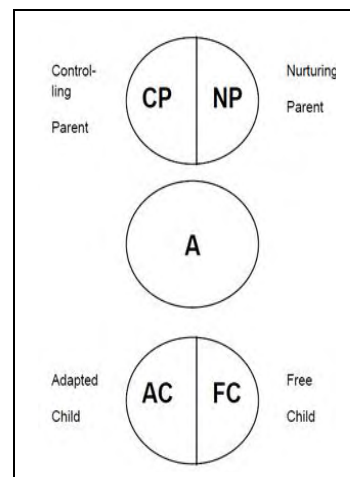 Control-
ling
Parent
CP
NP
Nurturing
Parent
A
Adapted
Child
AC
FC
Free
Child